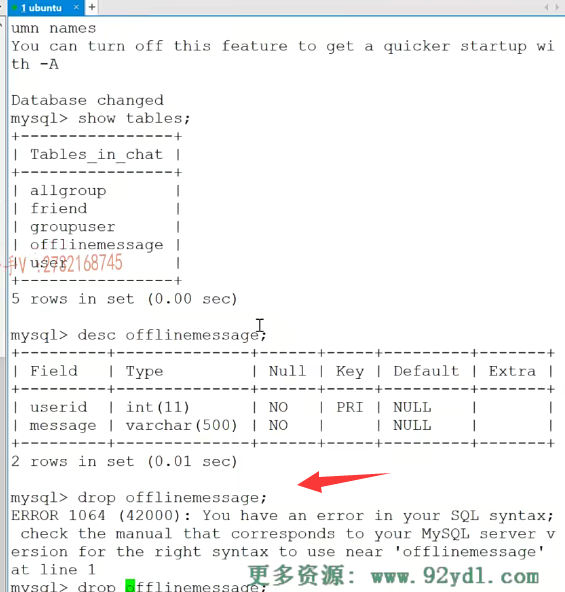 1 ubuntu × +
umn names
You can turn off this feature to get a quicker startup wi
th -A
Database changed
mysql> show tables;
+----------------+
| Tables_in_chat |
+----------------+
| allgroup       |
| friend         |
| groupuser      |
| offlinemessage |
| user           |
手V :2782168745
+----------------+
5 rows in set (0.00 sec)
mysql> desc offlinemessage;
+---------+--------------+------+-----+---------+-------+
| Field   | Type         | Null | Key | Default | Extra |
+---------+--------------+------+-----+---------+-------+
| userid  | int(11)      | NO   | PRI | NULL    |       |
| message | varchar(500) | NO   |     | NULL    |       |
+---------+--------------+------+-----+---------+-------+
2 rows in set (0.01 sec)
mysql> drop offlinemessage;
ERROR 1064 (42000): You have an error in your SQL syntax;
 check the manual that corresponds to your MySQL server v
ersion for the right syntax to use near 'offlinemessage'
at line 1
更多资源: www.92ydl.com
mysql> drop offlinemessage;